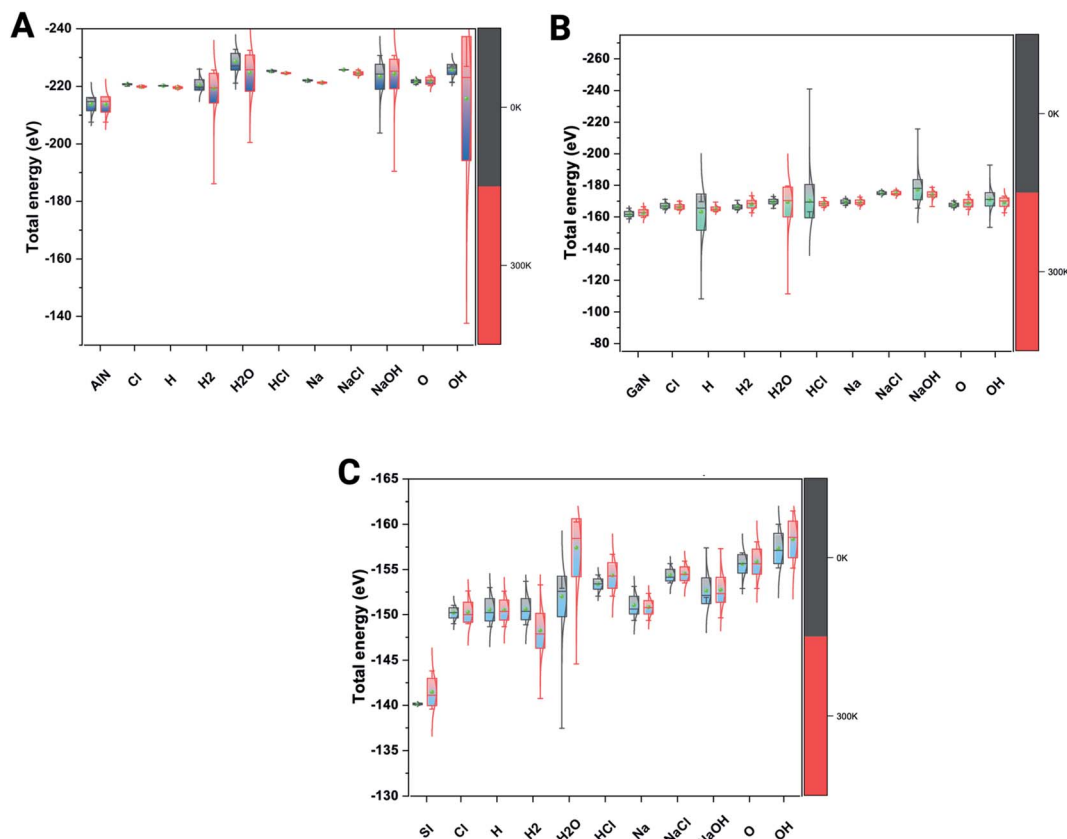 A
Total energy (eV)
-240
-220
-200
-180
-160
-140
AlN
Cl
H
H2
H2O
HCl
Na
NaCl
NaOH
O
OH
0K
300K
B
Total energy (eV)
-260
-240
-220
-200
-180
-160
-140
-120
-100
-80
GaN
Cl
H
H2
H2O
HCl
Na
NaCl
NaOH
O
OH
0K
300K
C
Total energy (eV)
-165
-160
-155
-150
-145
-140
-135
-130
SI
Cl
H
H2
H2O
HCl
Na
NaCl
NaOH
O
OH
0K
300K